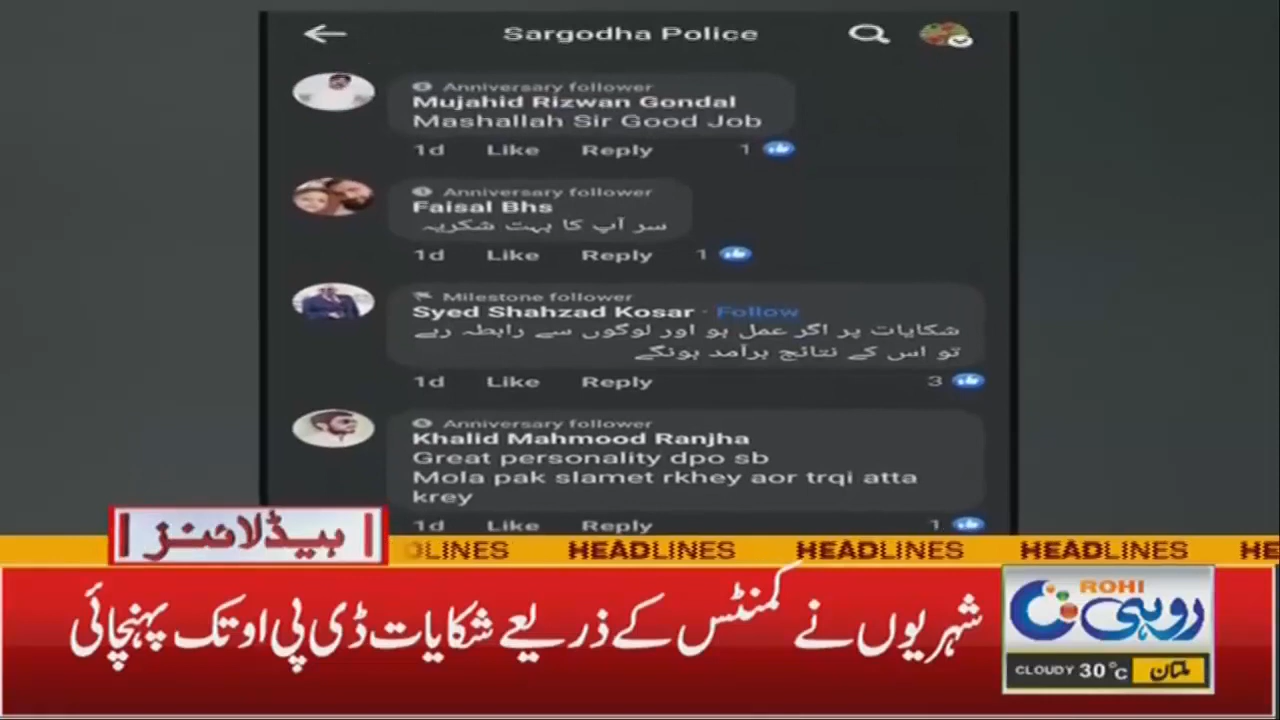 Sargodha Police
Anniversary follower
Mujahid Rizwan Gondal
Mashallah Sir Good Job
1d Like Reply 1
Anniversary follower
Faisal Bhs
سر آپ کا بہت شکریہ
1d Like Reply 1
Milestone follower
Syed Shahzad Kosar · Follow
شکایات پر اگر عمل ہو اور لوگوں سے رابطہ رہے
تو اس کے نتائج برآمد ہونگے
1d Like Reply 3
Anniversary follower
Khalid Mahmood Ranjha
Great personality dpo sb
Mola pak slamet rkhey aor trqi atta
krey
1d Like Reply 1
ہیڈلائنز
OLINES HEADLINES HEADLINES HEADLINES HE
شہریوں نے کمنٹس کے ذریعے شکایات ڈی پی او تک پہنچائی
ROHI
روہی
CLOUDY 30°C ملتان